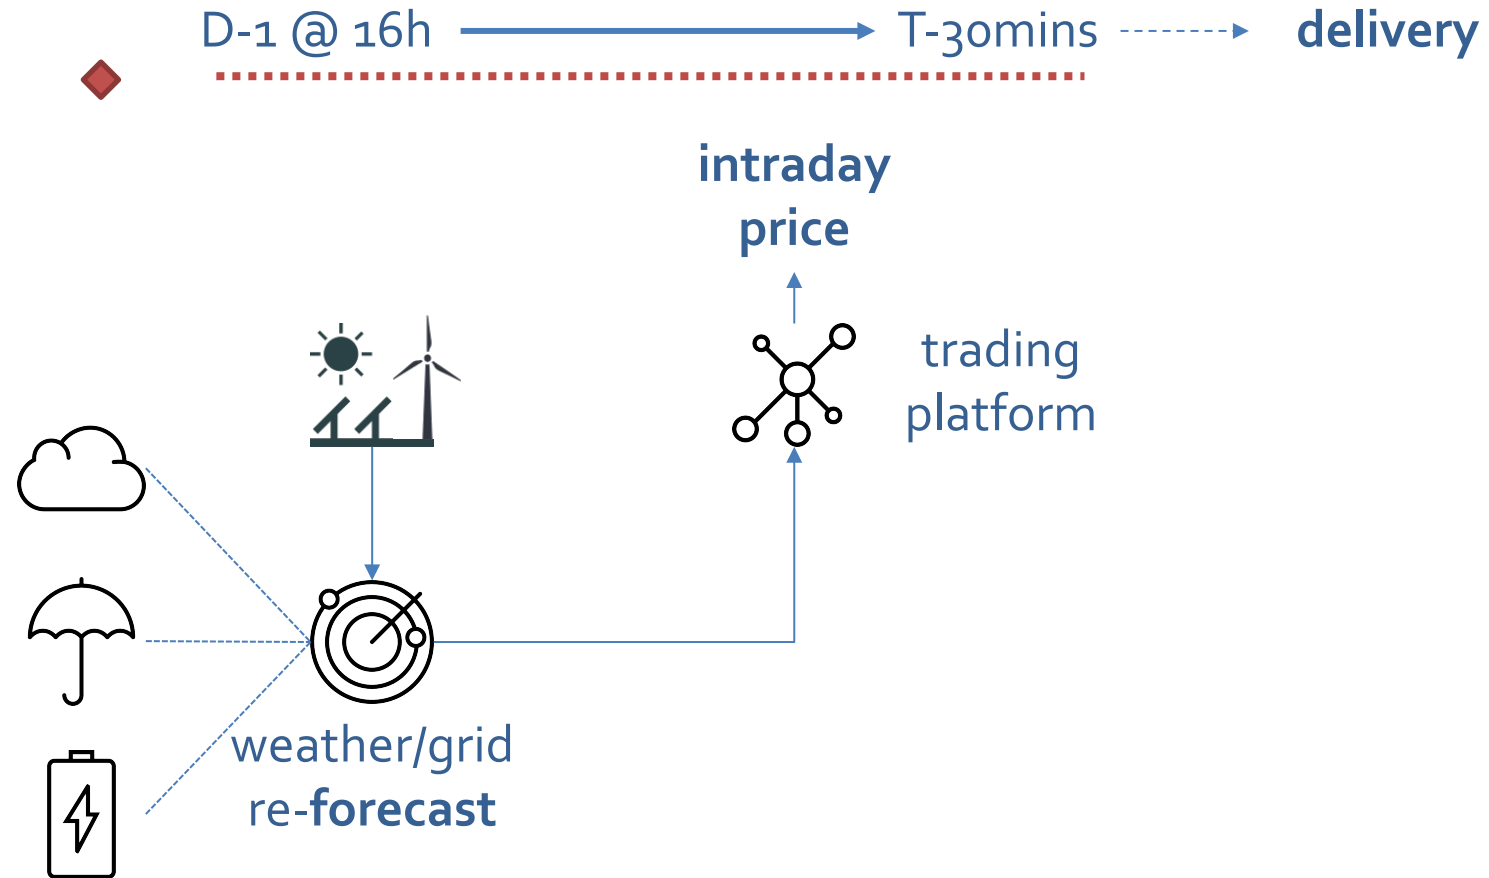 D-1 @ 16h
T-30mins
delivery
intraday
price
trading
platform
weather/grid
re-forecast